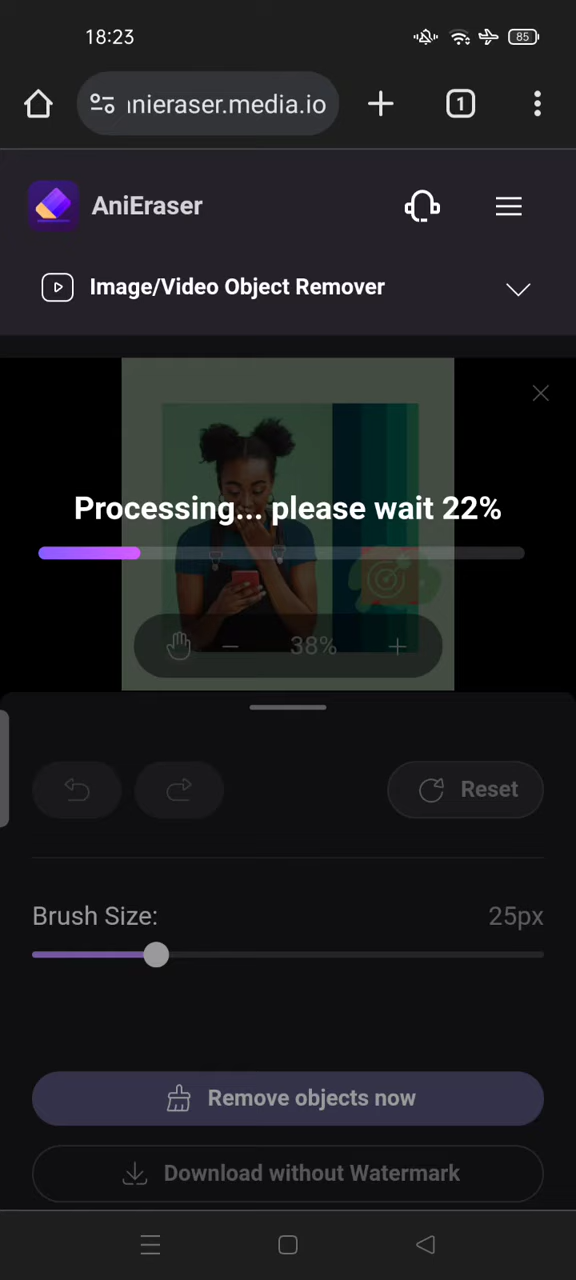 18:23
85
anieraser.media.io
1
AniEraser
Image/Video Object Remover
Processing... please wait 22%
38%
Reset
Brush Size:
25px
Remove objects now
Download without Watermark